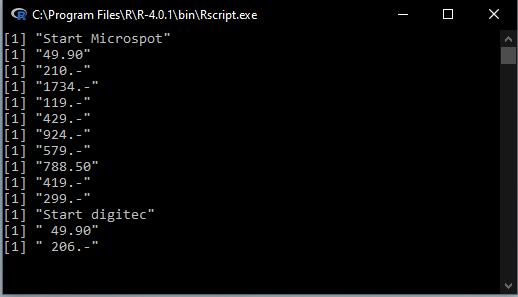 C:\Program Files\R\R-4.0.1\bin\Rscript.exe
[1] "Start Microspot"
[1] "49.90"
[1] "210.-"
[1] "1734.-"
[1] "119.-"
[1] "429.-"
[1] "924.-"
[1] "579.-"
[1] "788.50"
[1] "419.-"
[1] "299.-"
[1] "Start digitec"
[1] " 49.90"
[1] " 206.-"